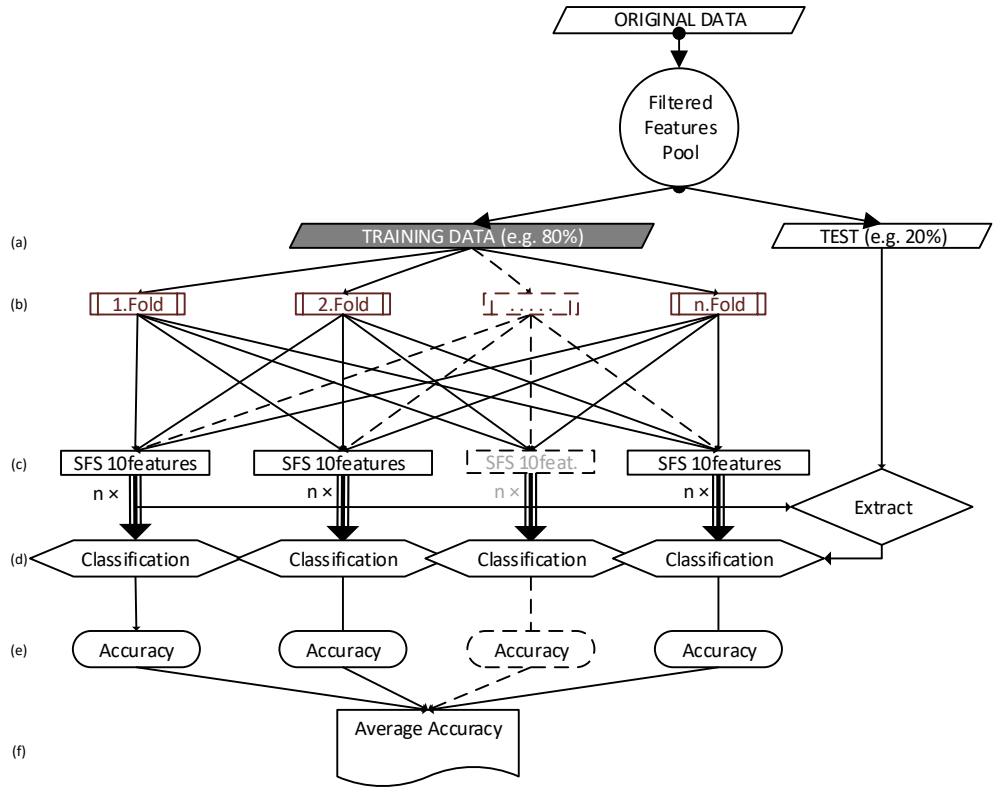 ORIGINAL DATA
Filtered
Features
Pool
(a)
TRAINING DATA (e.g. 80%)
TEST (e.g. 20%)
(b)
1.Fold
2.Fold
. . . . .
n.Fold
(c)
SFS 10features
SFS 10features
SFS 10feat.
SFS 10features
n ×
n ×
n ×
n ×
Extract
(d)
Classification
Classification
Classification
Classification
(e)
Accuracy
Accuracy
Accuracy
Accuracy
Average Accuracy
(f)